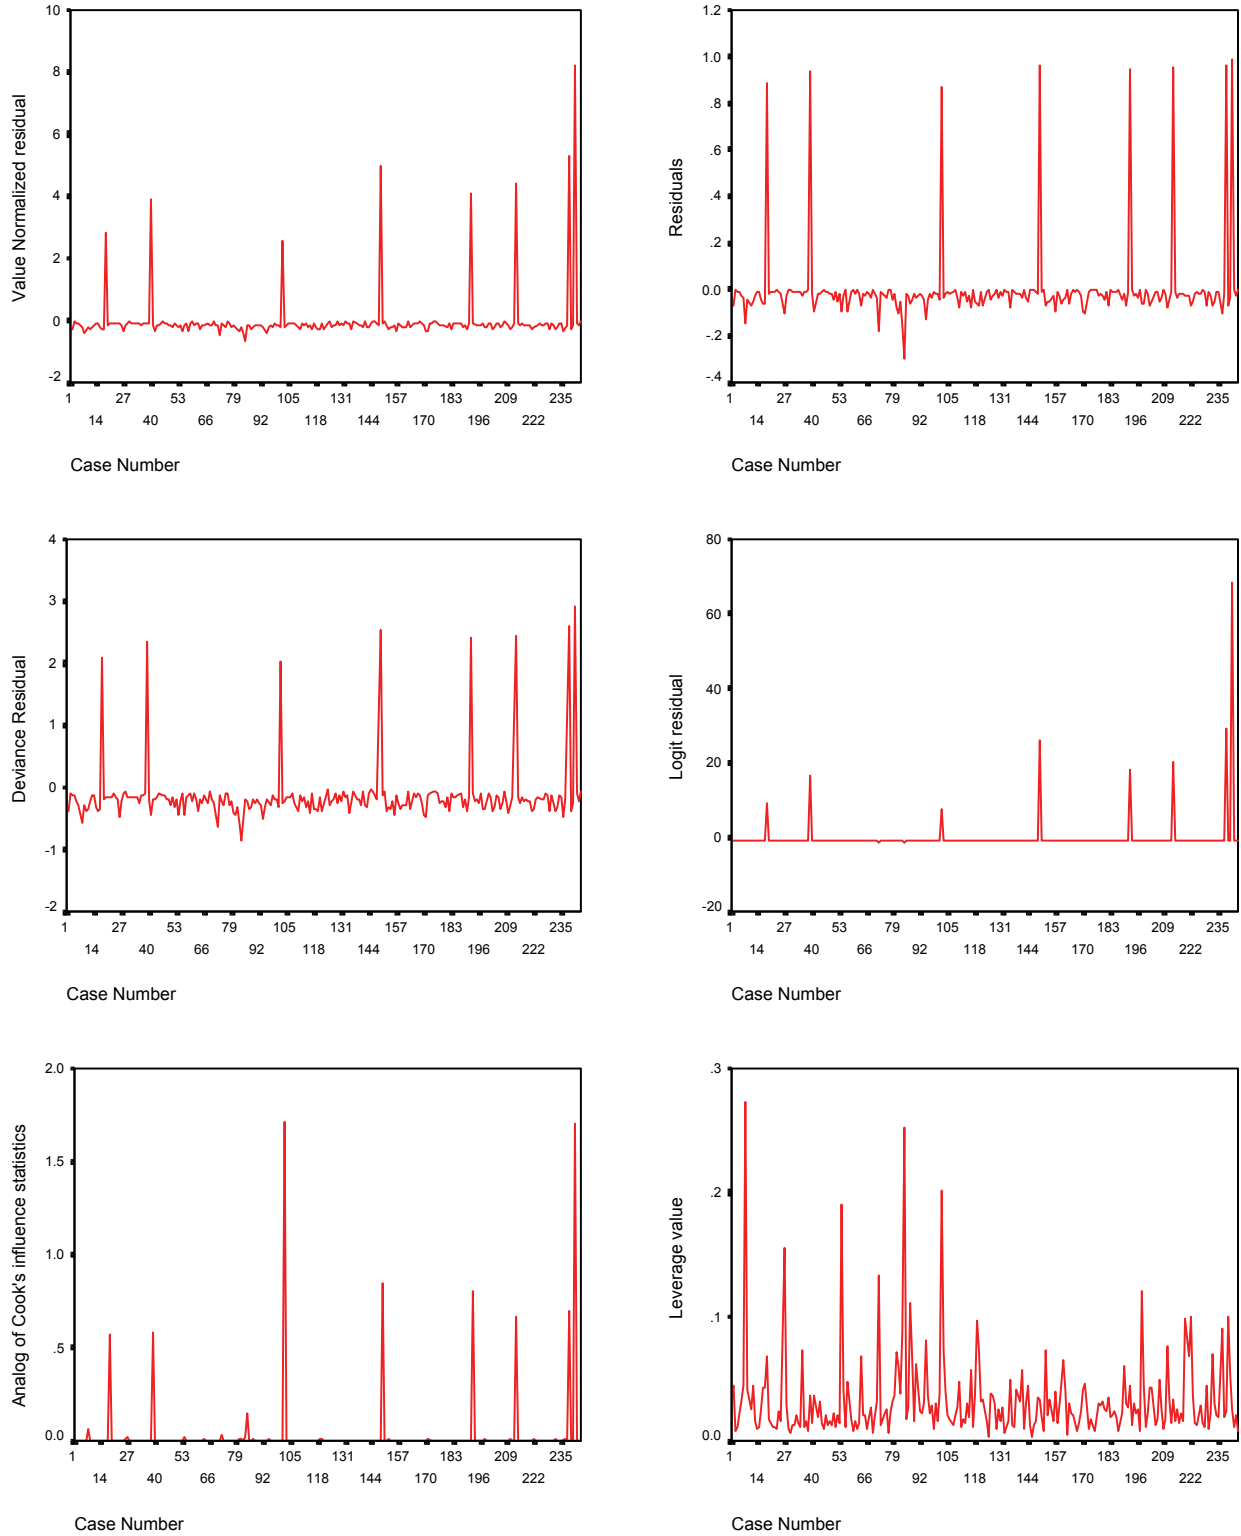 Value Normalized residual
10
8
6
4
2
0
-2
1 27 53 79 105 131 157 183 209 235
14 40 66 92 118 144 170 196 222
Case Number
Residuals
1.2
1.0
.8
.6
.4
.2
0.0
-.2
-.4
1 27 53 79 105 131 157 183 209 235
14 40 66 92 118 144 170 196 222
Case Number
Deviance Residual
4
3
2
1
0
-1
-2
1 27 53 79 105 131 157 183 209 235
14 40 66 92 118 144 170 196 222
Case Number
Logit residual
80
60
40
20
0
-20
1 27 53 79 105 131 157 183 209 235
14 40 66 92 118 144 170 196 222
Case Number
Analog of Cook's influence statistics
2.0
1.5
1.0
.5
0.0
1 27 53 79 105 131 157 183 209 235
14 40 66 92 118 144 170 196 222
Case Number
Leverage value
.3
.2
.1
0.0
1 27 53 79 105 131 157 183 209 235
14 40 66 92 118 144 170 196 222
Case Number